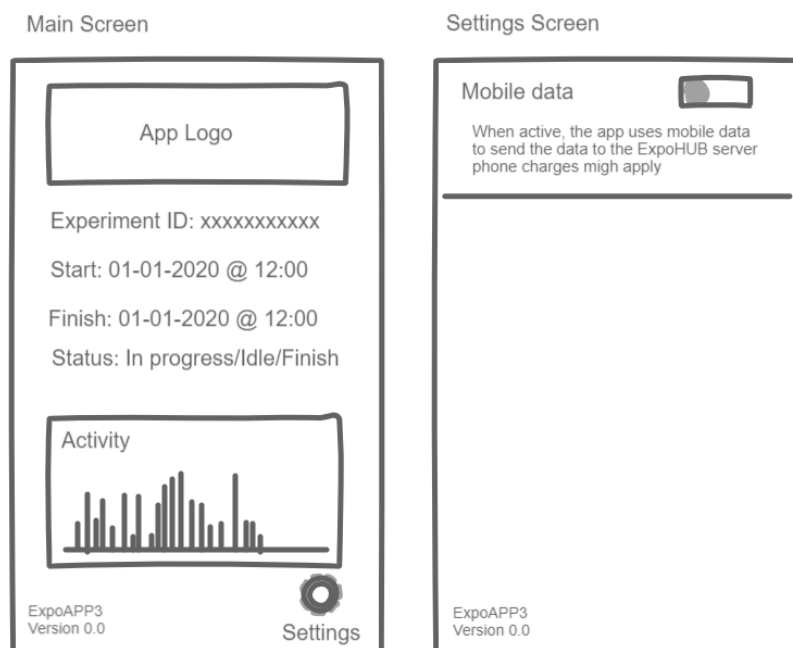 Main Screen
App Logo
Experiment ID: xxxxxxxxxxx
Start: 01-01-2020 @ 12:00
Finish: 01-01-2020 @ 12:00
Status: In progress/Idle/Finish
Activity
ExpoAPP3
Version 0.0
Settings
Settings Screen
Mobile data
When active, the app uses mobile data
to send the data to the ExpoHUB server
phone charges migh apply
ExpoAPP3
Version 0.0